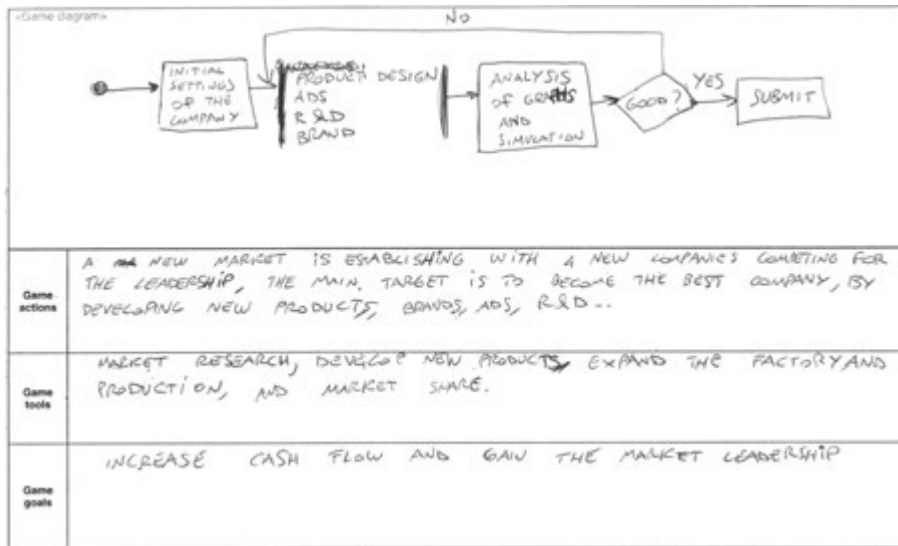 <Game diagram>
NO
INITIAL
SETTINGS
OF THE
COMPANY
PRODUCT DESIGN
ADS
R&D
BRAND
ANALYSIS
OF
AND
SIMULATION
GOOD?
YES
SUBMIT
Game
actions
A NEW MARKET IS ESTABLISHING WITH 4 NEW COMPANIES COMPETING FOR
THE LEADERSHIP, THE MAIN, TARGET IS TO BECOME THE BEST COMPANY, BY
DEVELOPING NEW PRODUCTS, BRANDS, ADS, R&D...
Game
tools
MARKET RESEARCH, DEVELOP NEW PRODUCTS, EXPAND THE FACTORY AND
PRODUCTION, AND MARKET SHARE.
Game
goals
INCREASE CASH FLOW AND GAIN THE MARKET LEADERSHIP